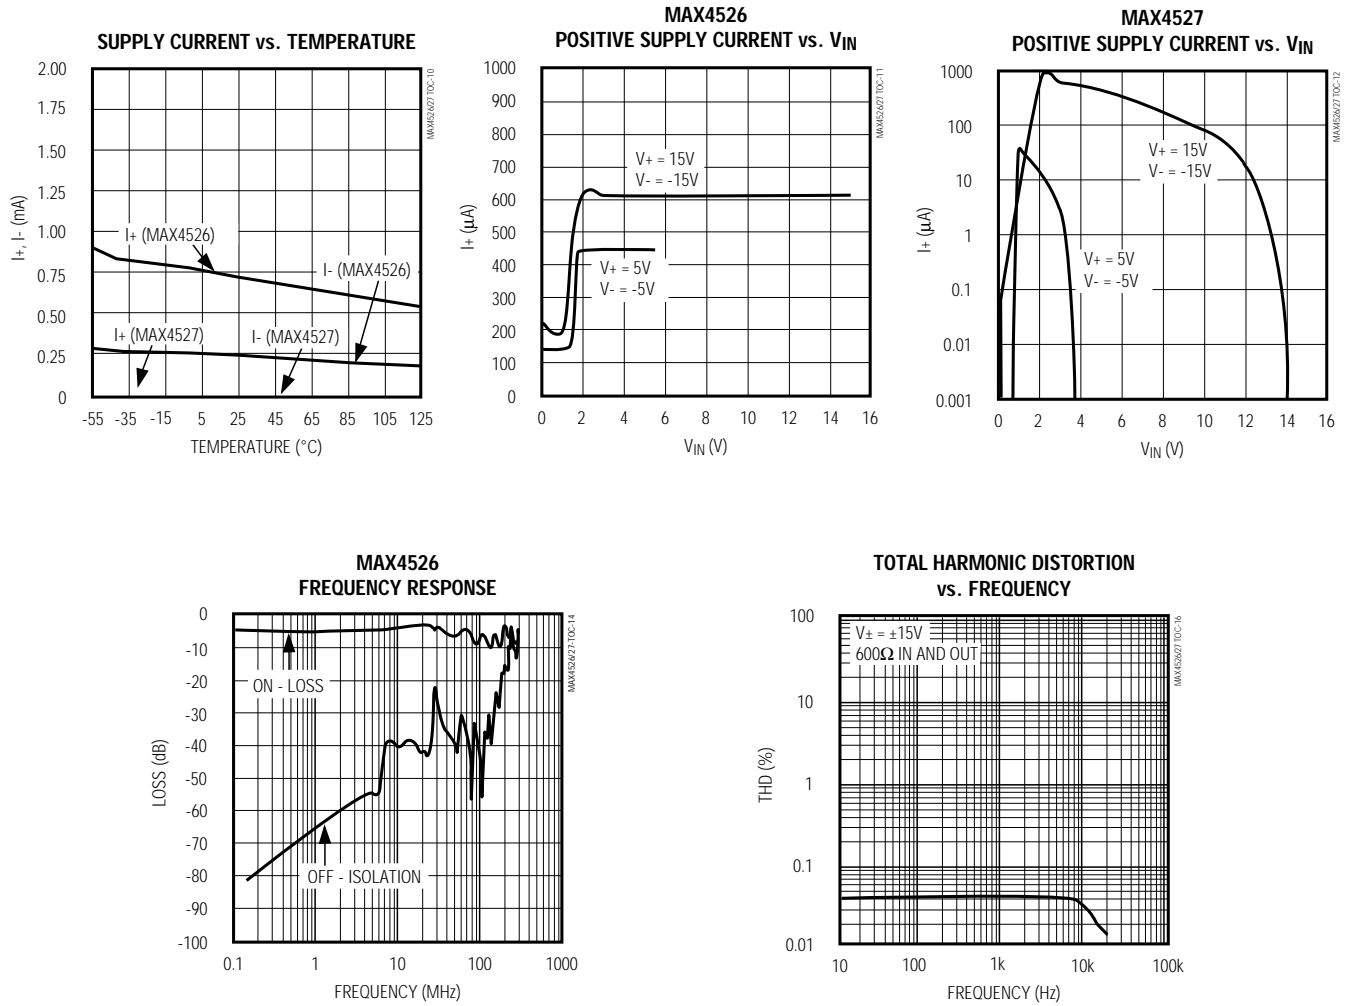 SUPPLY CURRENT vs. TEMPERATURE
2.00
1.75
1.50
1.25
1.00
0.75
0.50
0.25
0
I+, I- (mA)
I+ (MAX4526)
I- (MAX4526)
I+ (MAX4527)
I- (MAX4527)
-55 -35 -15 5 25 45 65 85 105 125
TEMPERATURE (°C)
MAX4526/27 TOC-10
MAX4526
POSITIVE SUPPLY CURRENT vs. VIN
1000
900
800
700
600
500
400
300
200
100
0
I+ (µA)
V+ = 15V
V- = -15V
V+ = 5V
V- = -5V
0 2 4 6 8 10 12 14 16
VIN (V)
MAX4526/27 TOC-11
MAX4527
POSITIVE SUPPLY CURRENT vs. VIN
1000
100
10
1
0.1
0.01
0.001
I+ (µA)
V+ = 15V
V- = -15V
V+ = 5V
V- = -5V
0 2 4 6 8 10 12 14 16
VIN (V)
MAX4526/27 TOC-12
MAX4526
FREQUENCY RESPONSE
0
-10
-20
-30
-40
-50
-60
-70
-80
-90
-100
LOSS (dB)
ON - LOSS
OFF - ISOLATION
0.1 1 10 100 1000
FREQUENCY (MHz)
MAX4526/27-TOC-14
TOTAL HARMONIC DISTORTION
vs. FREQUENCY
100
10
1
0.1
0.01
THD (%)
V± = ±15V
600Ω IN AND OUT
10 100 1k 10k 100k
FREQUENCY (Hz)
MAX4526/27 TOC-16